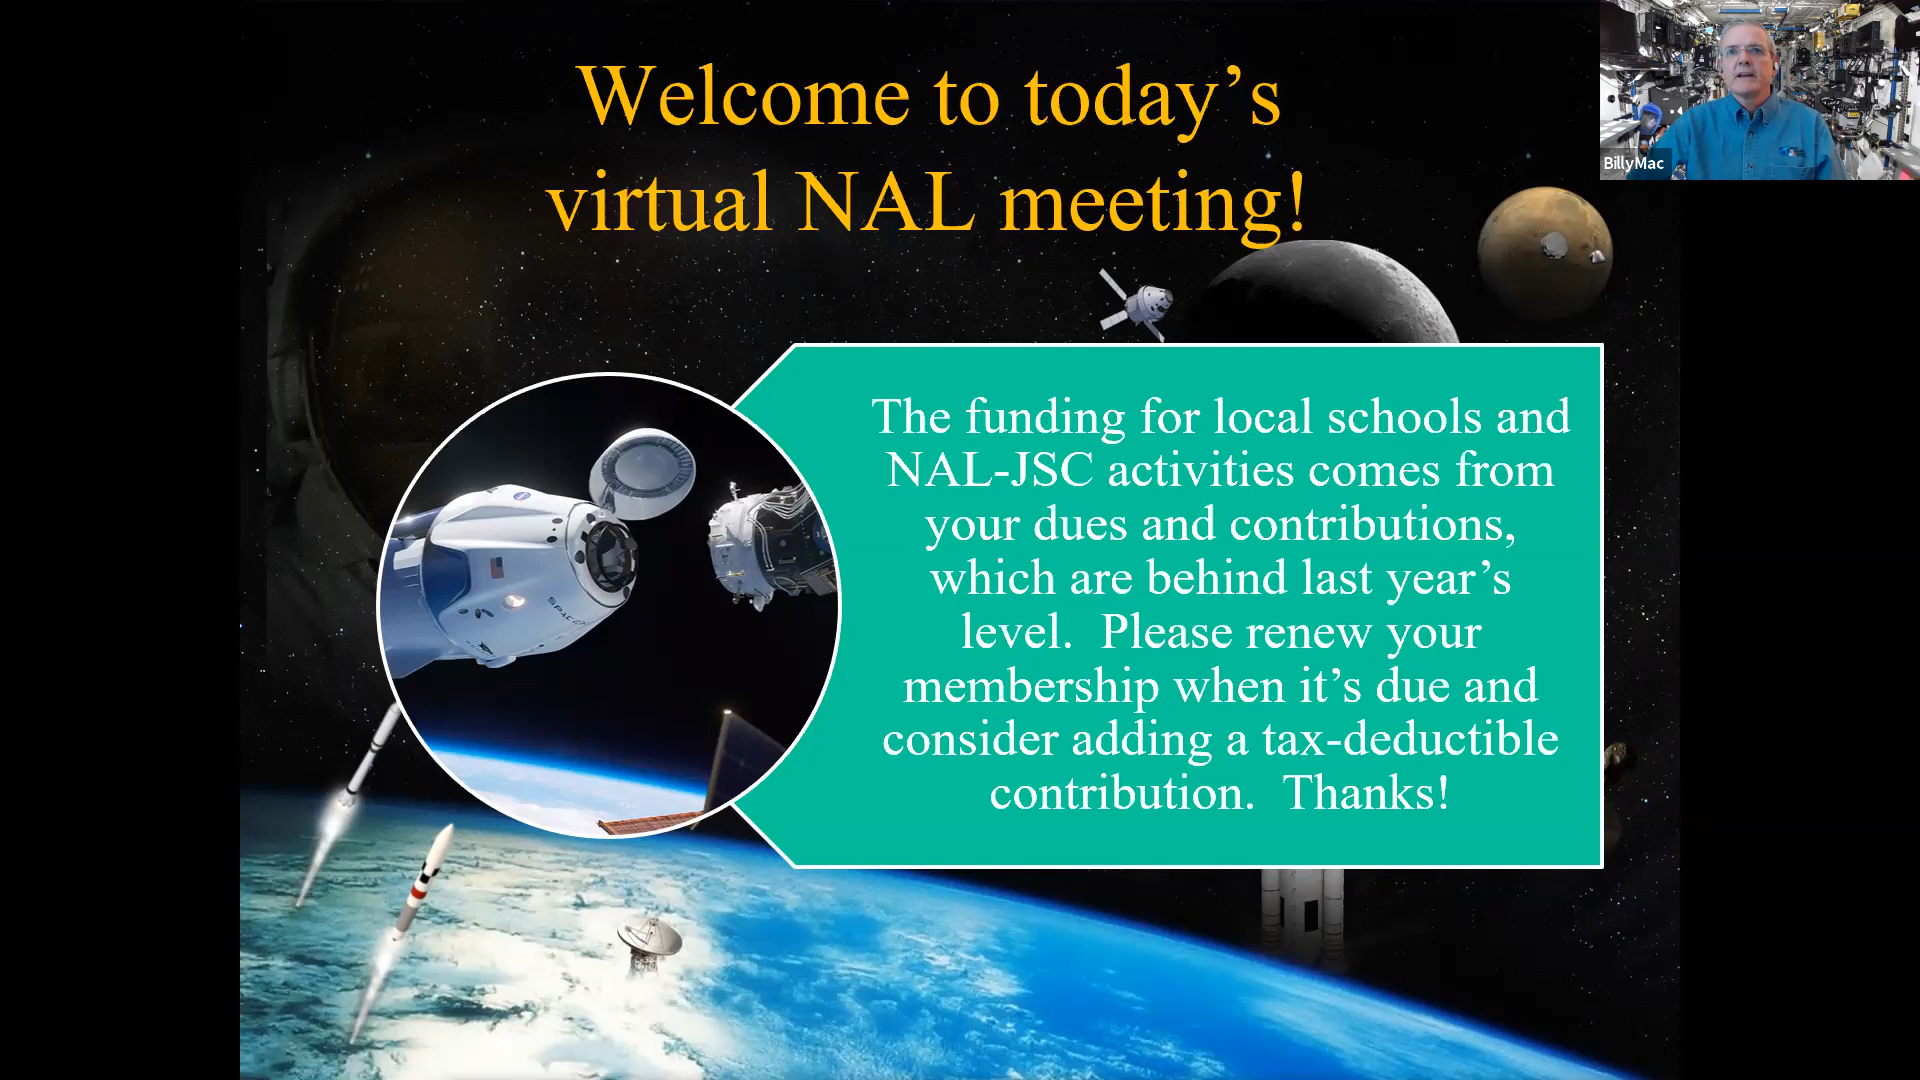 Welcome to today’s
virtual NAL meeting!
BillyMac
The funding for local schools and
NAL-JSC activities comes from
your dues and contributions,
which are behind last year’s
level.  Please renew your
membership when it’s due and
consider adding a tax-deductible
contribution.  Thanks!
SPACEX